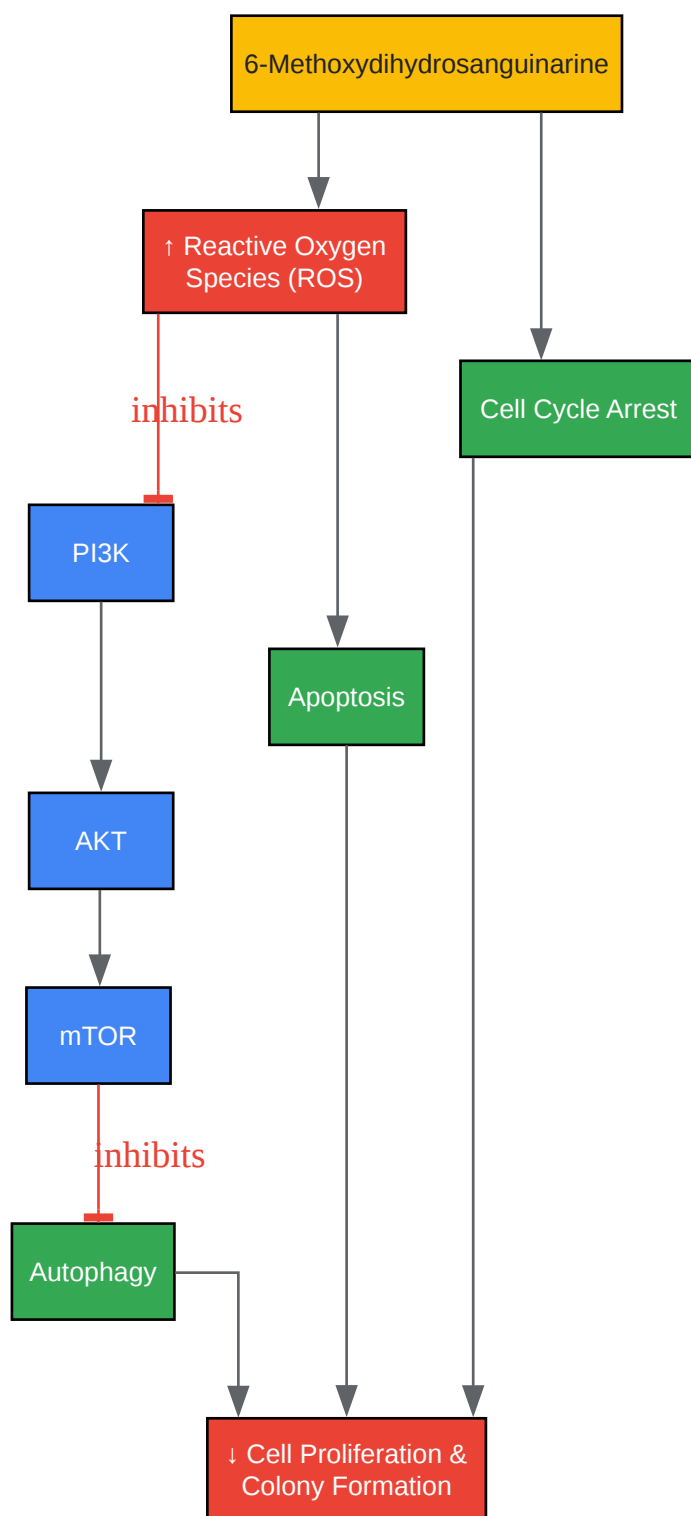 6-Methoxydihydrosanguinarine
↑ Reactive Oxygen
Species (ROS)
inhibits
Cell Cycle Arrest
PI3K
Apoptosis
AKT
mTOR
inhibits
Autophagy
↓ Cell Proliferation &
Colony Formation